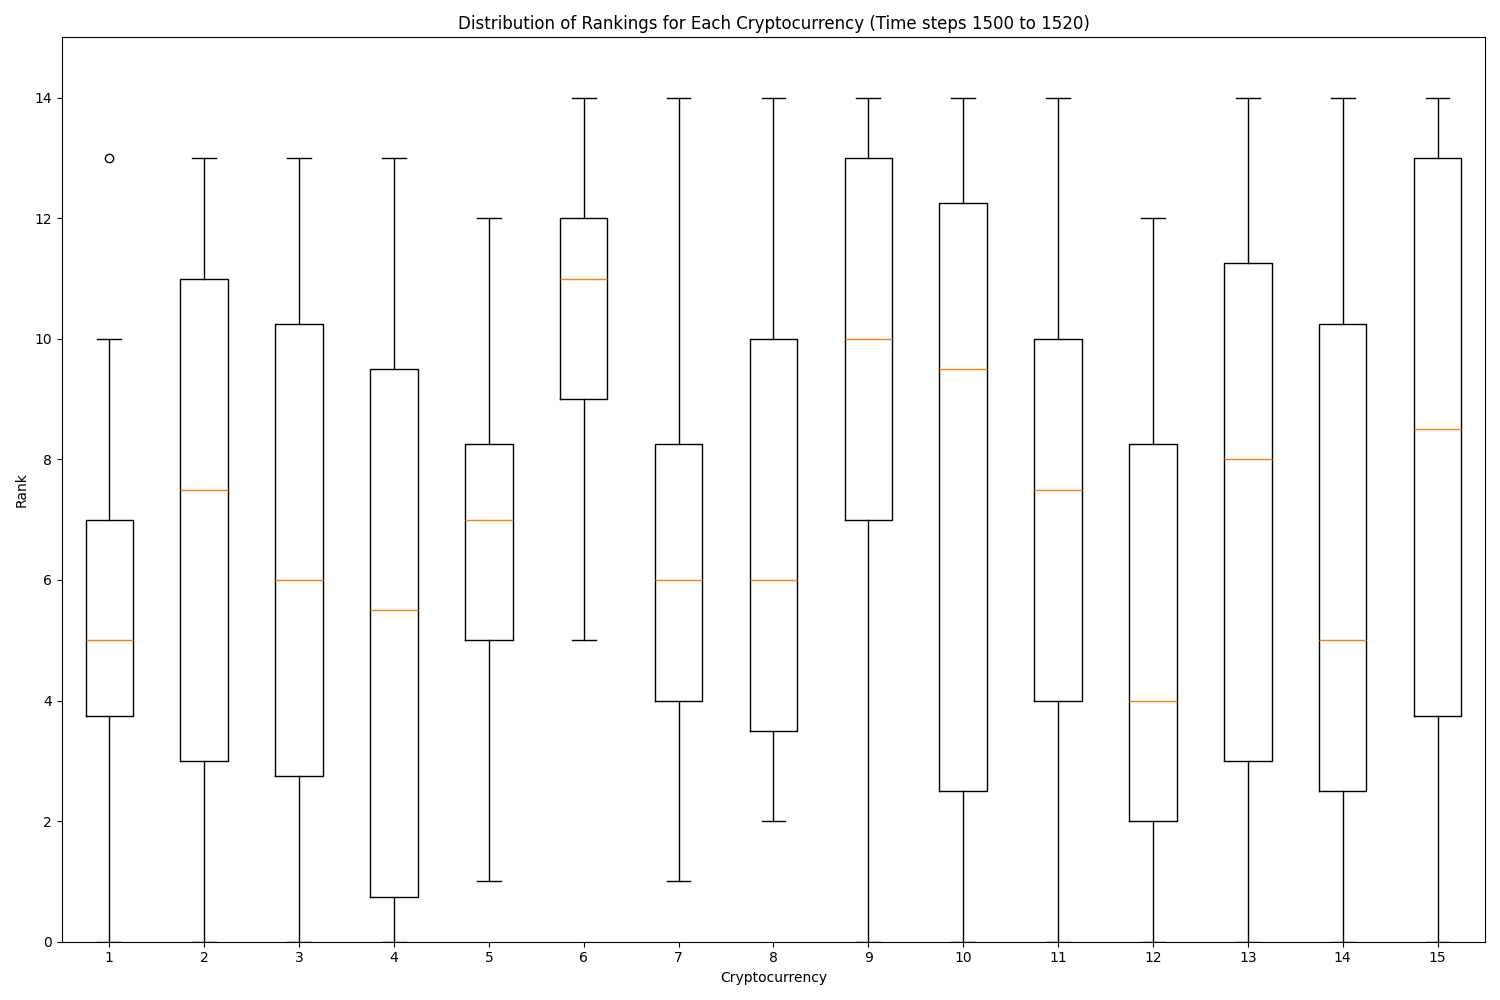 Distribution of Rankings for Each Cryptocurrency (Time steps 1500 to 1520)
14
12
10
8
6
4
2
0
Rank
1 2 3 4 5 6 7 8 9 10 11 12 13 14 15
Cryptocurrency